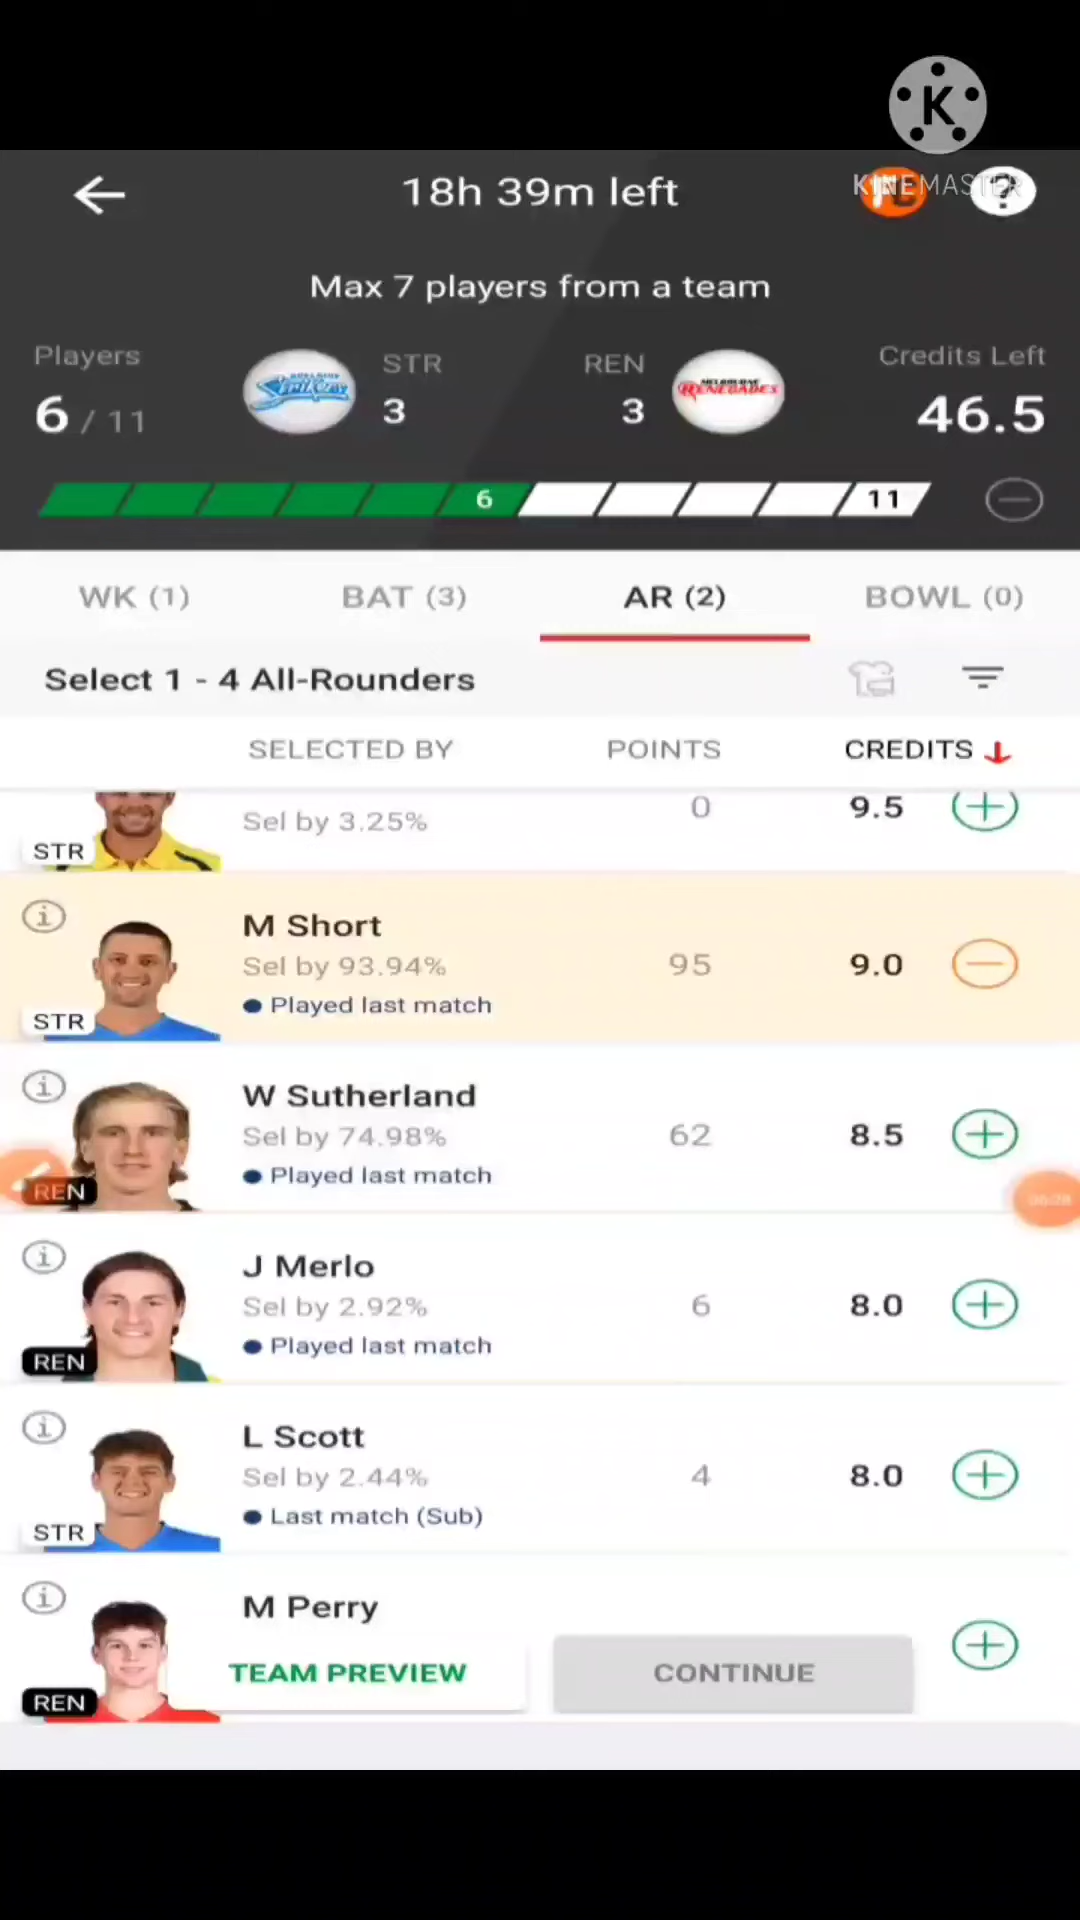 K
KINEMASTER
18h 39m left
?
Max 7 players from a team
Players
STR
REN
Credits Left
6 / 11
3
3
46.5
Strikers
MELBOURNE
RENEGADES
6
11
WK (1)
BAT (3)
AR (2)
BOWL (0)
Select 1 - 4 All-Rounders
SELECTED BY
POINTS
CREDITS
Sel by 3.25%
0
9.5
STR
M Short
Sel by 93.94%
95
9.0
Played last match
STR
W Sutherland
Sel by 74.98%
62
8.5
Played last match
REN
J Merlo
Sel by 2.92%
6
8.0
Played last match
REN
L Scott
Sel by 2.44%
4
8.0
Last match (Sub)
STR
M Perry
TEAM PREVIEW
CONTINUE
REN